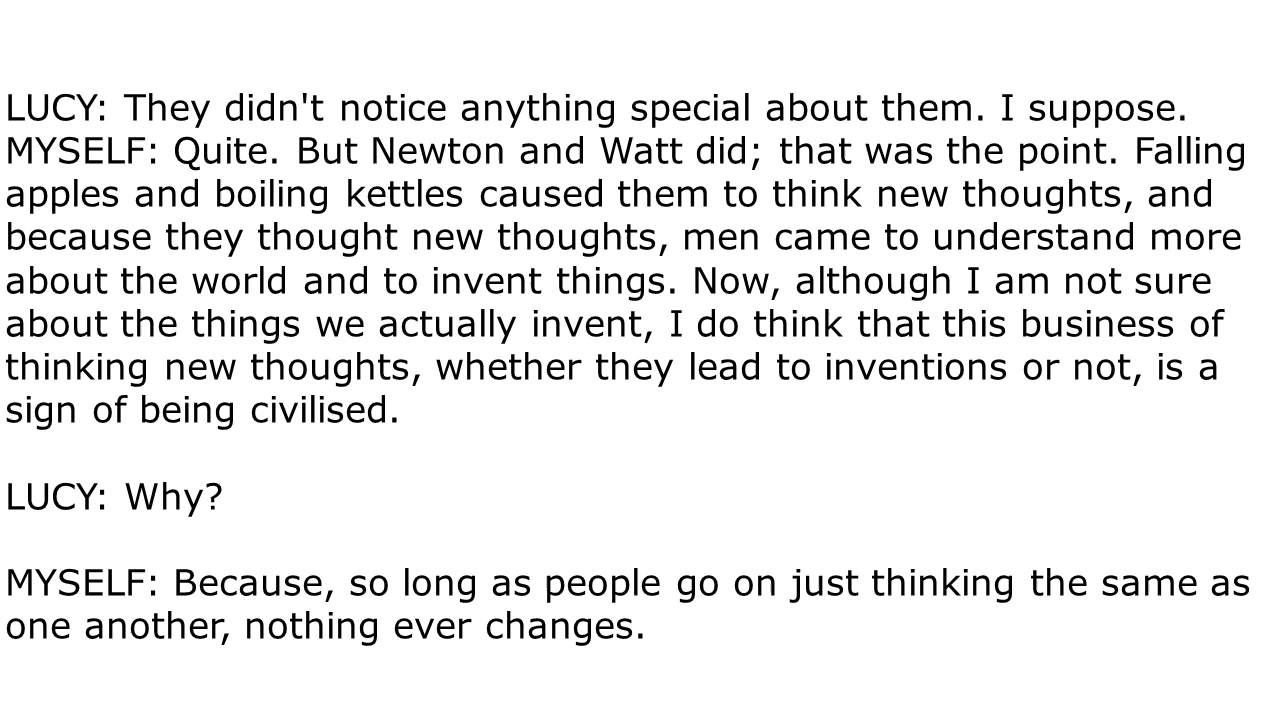 LUCY: They didn't notice anything special about them. I suppose.
MYSELF: Quite. But Newton and Watt did; that was the point. Falling
apples and boiling kettles caused them to think new thoughts, and
because they thought new thoughts, men came to understand more
about the world and to invent things. Now, although I am not sure
about the things we actually invent, I do think that this business of
thinking new thoughts, whether they lead to inventions or not, is a
sign of being civilised.
LUCY: Why?
MYSELF: Because, so long as people go on just thinking the same as
one another, nothing ever changes.